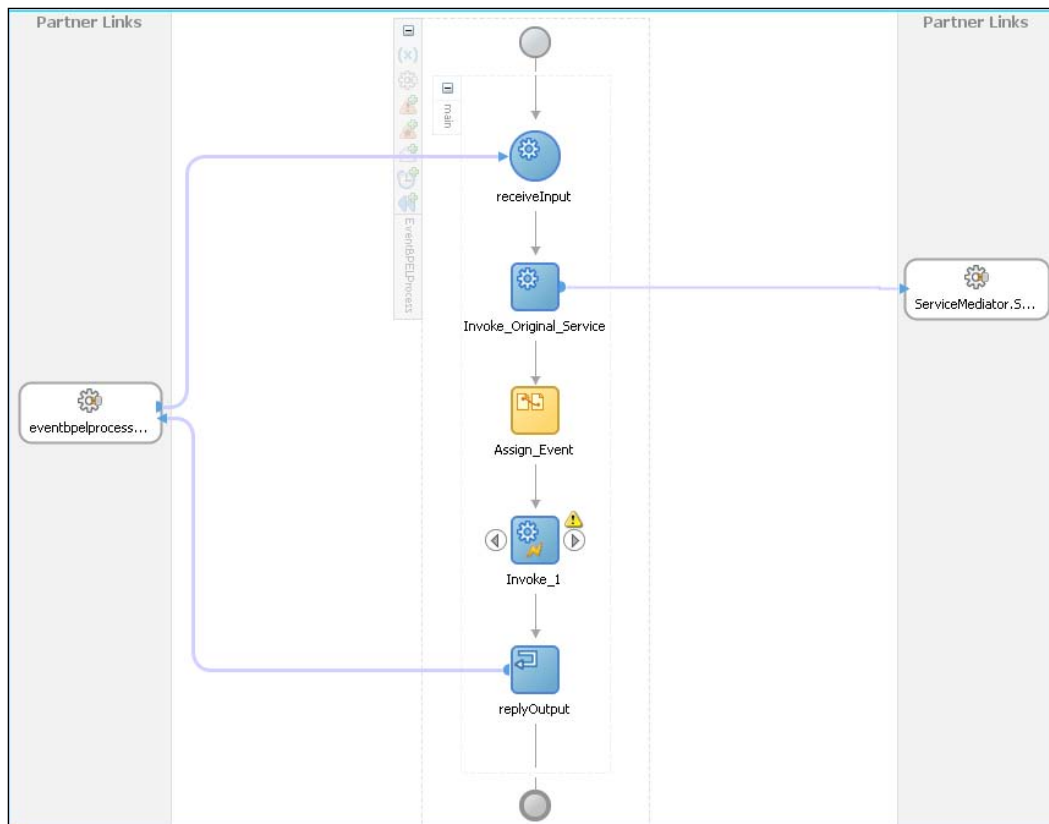 Partner Links
Partner Links
(x)
main
receiveInput
EventBPELProcess
Invoke_Original_Service
ServiceMediator.S...
eventbpelprocess...
Assign_Event
Invoke_1
replyOutput